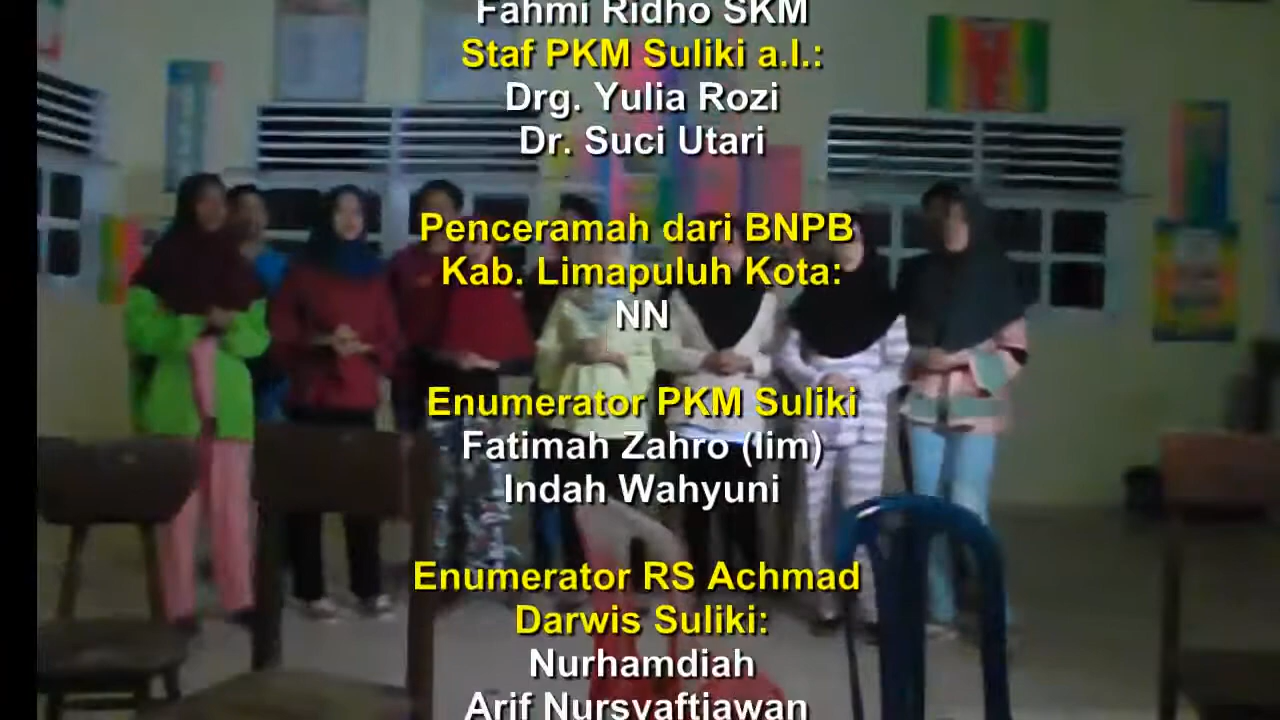 Fahmi Ridho SKM
Staf PKM Suliki a.l.:
Drg. Yulia Rozi
Dr. Suci Utari
Penceramah dari BNPB
Kab. Limapuluh Kota:
NN
Enumerator PKM Suliki
Fatimah Zahro (Iim)
Indah Wahyuni
Enumerator RS Achmad
Darwis Suliki:
Nurhamdiah
Arif Nursyaftiawan